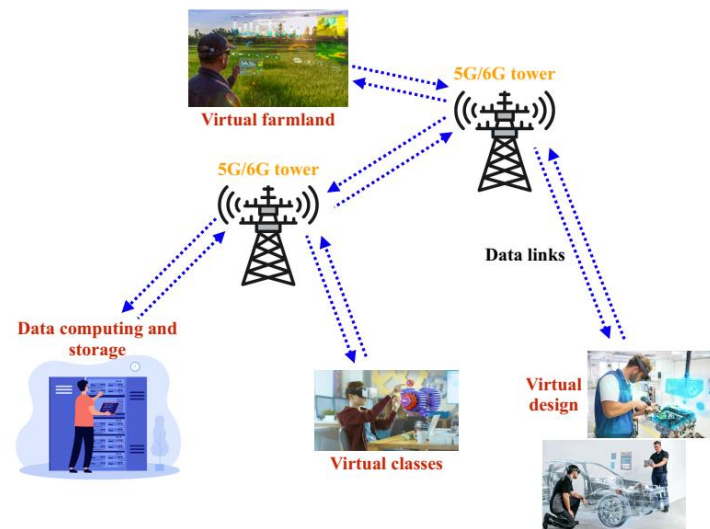 5G/6G tower
Virtual farmland
5G/6G tower
Data links
Data computing and
storage
Virtual
design
Virtual classes